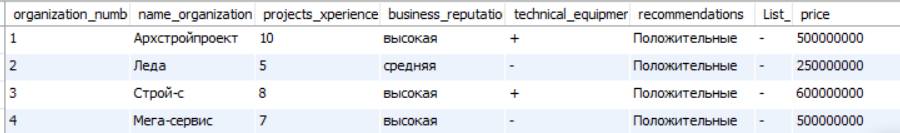 organization_numb name_organization projects_xperience business_reputatio technical_equipmer recommendations List_ price
1 Архстройпроект 10 высокая + Положительные - 500000000
2 Леда 5 средняя - Положительные - 250000000
3 Строй-с 8 высокая + Положительные - 600000000
4 Мега-сервис 7 высокая - Положительные - 500000000